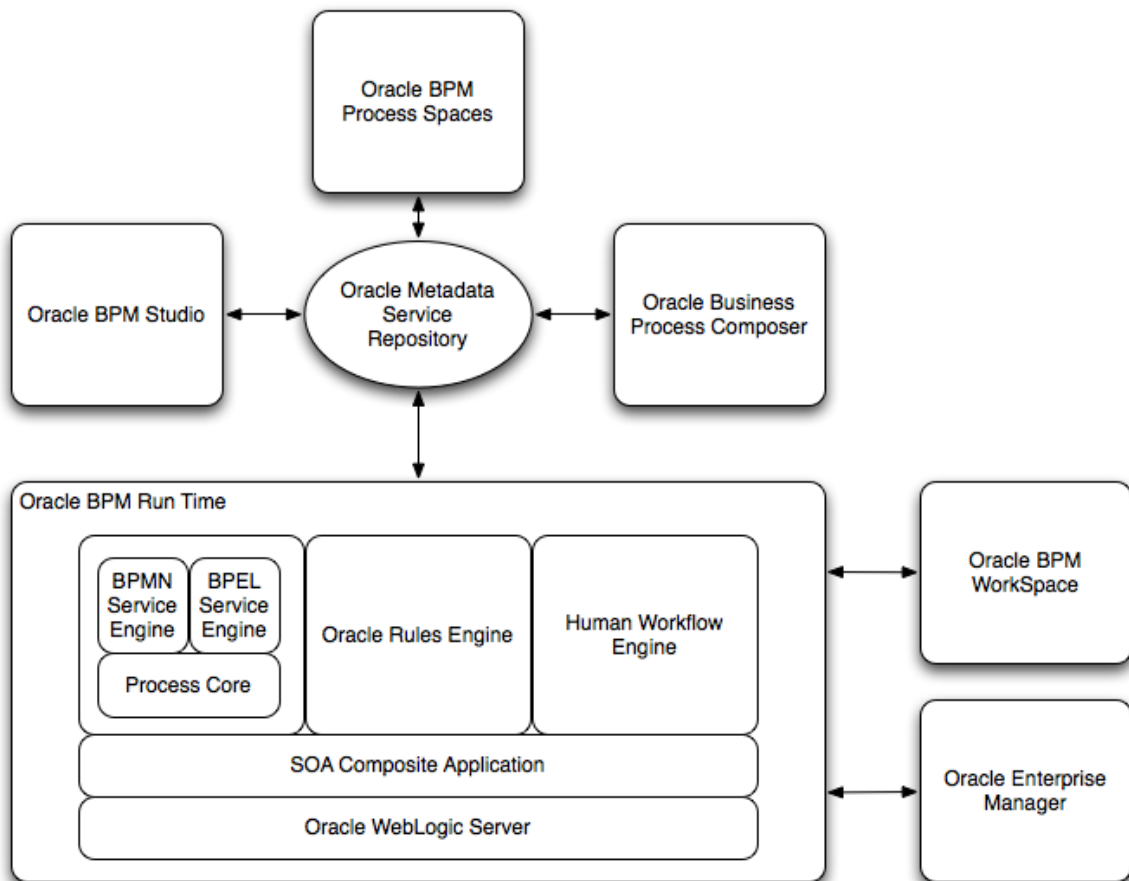 Oracle BPM
Process Spaces
Oracle BPM Studio
Oracle Metadata
Service
Repository
Oracle Business
Process Composer
Oracle BPM Run Time
BPMN
Service
Engine
BPEL
Service
Engine
Process Core
Oracle Rules Engine
Human Workflow
Engine
SOA Composite Application
Oracle WebLogic Server
Oracle BPM
WorkSpace
Oracle Enterprise
Manager